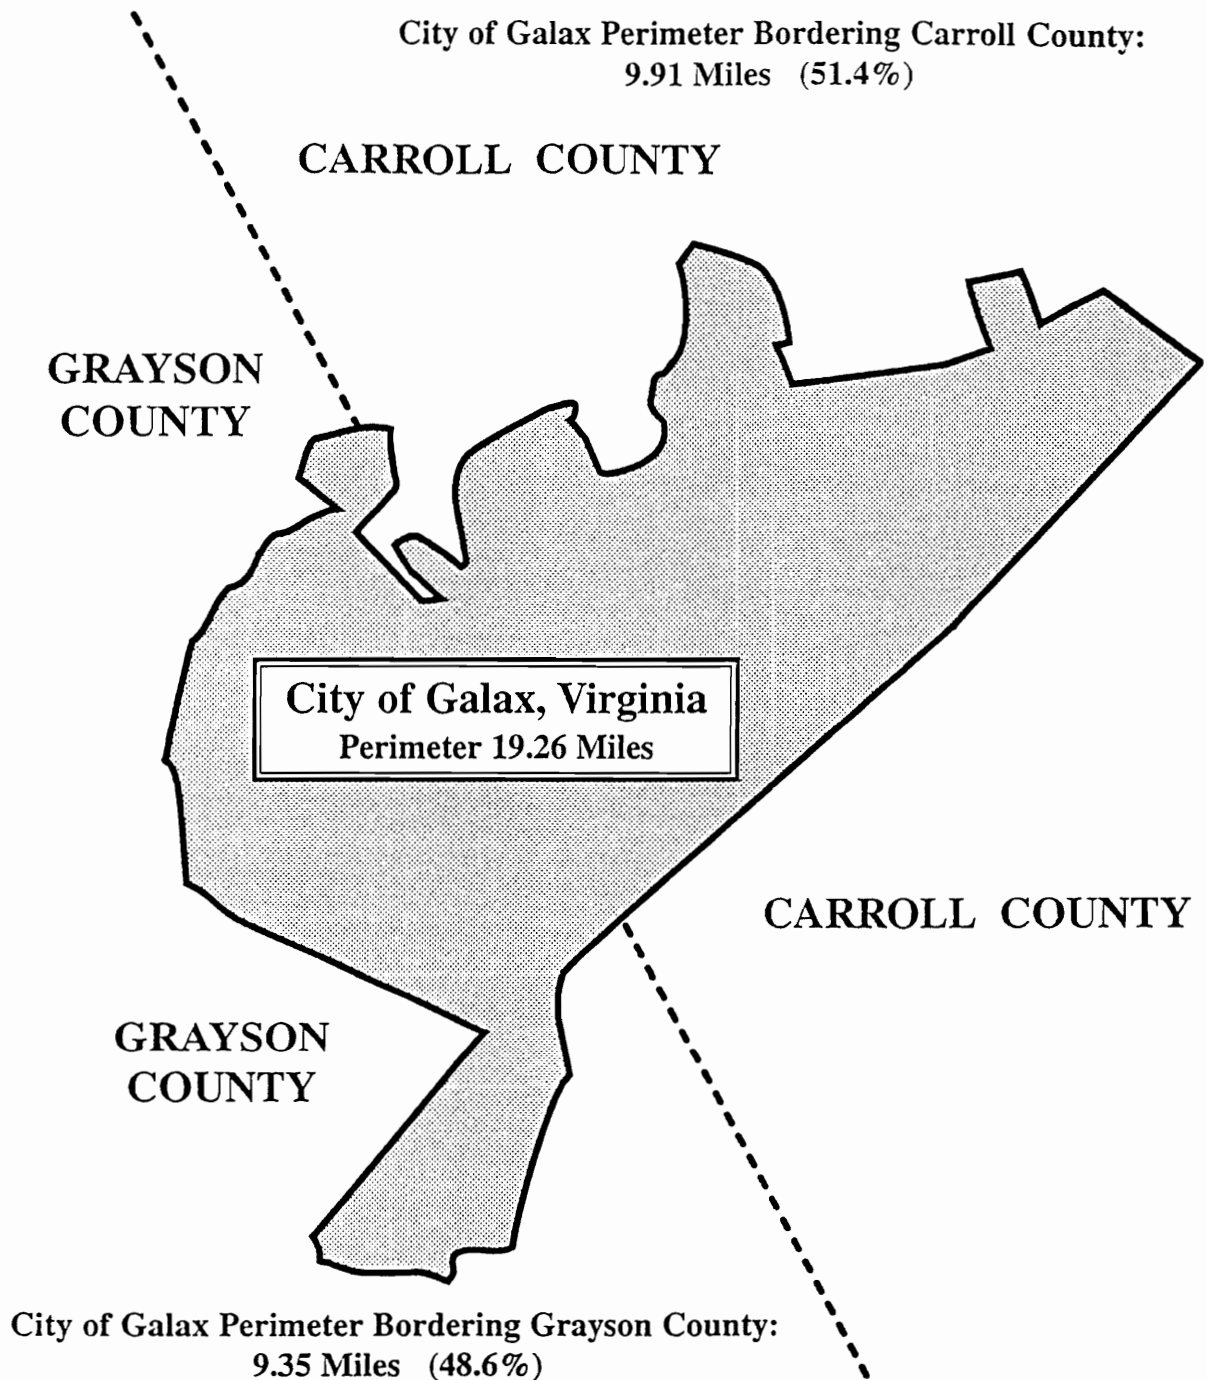 City of Galax Perimeter Bordering Carroll County:
9.91 Miles (51.4%)
CARROLL COUNTY
GRAYSON
COUNTY
City of Galax, Virginia
Perimeter 19.26 Miles
CARROLL COUNTY
GRAYSON
COUNTY
City of Galax Perimeter Bordering Grayson County:
9.35 Miles (48.6%)